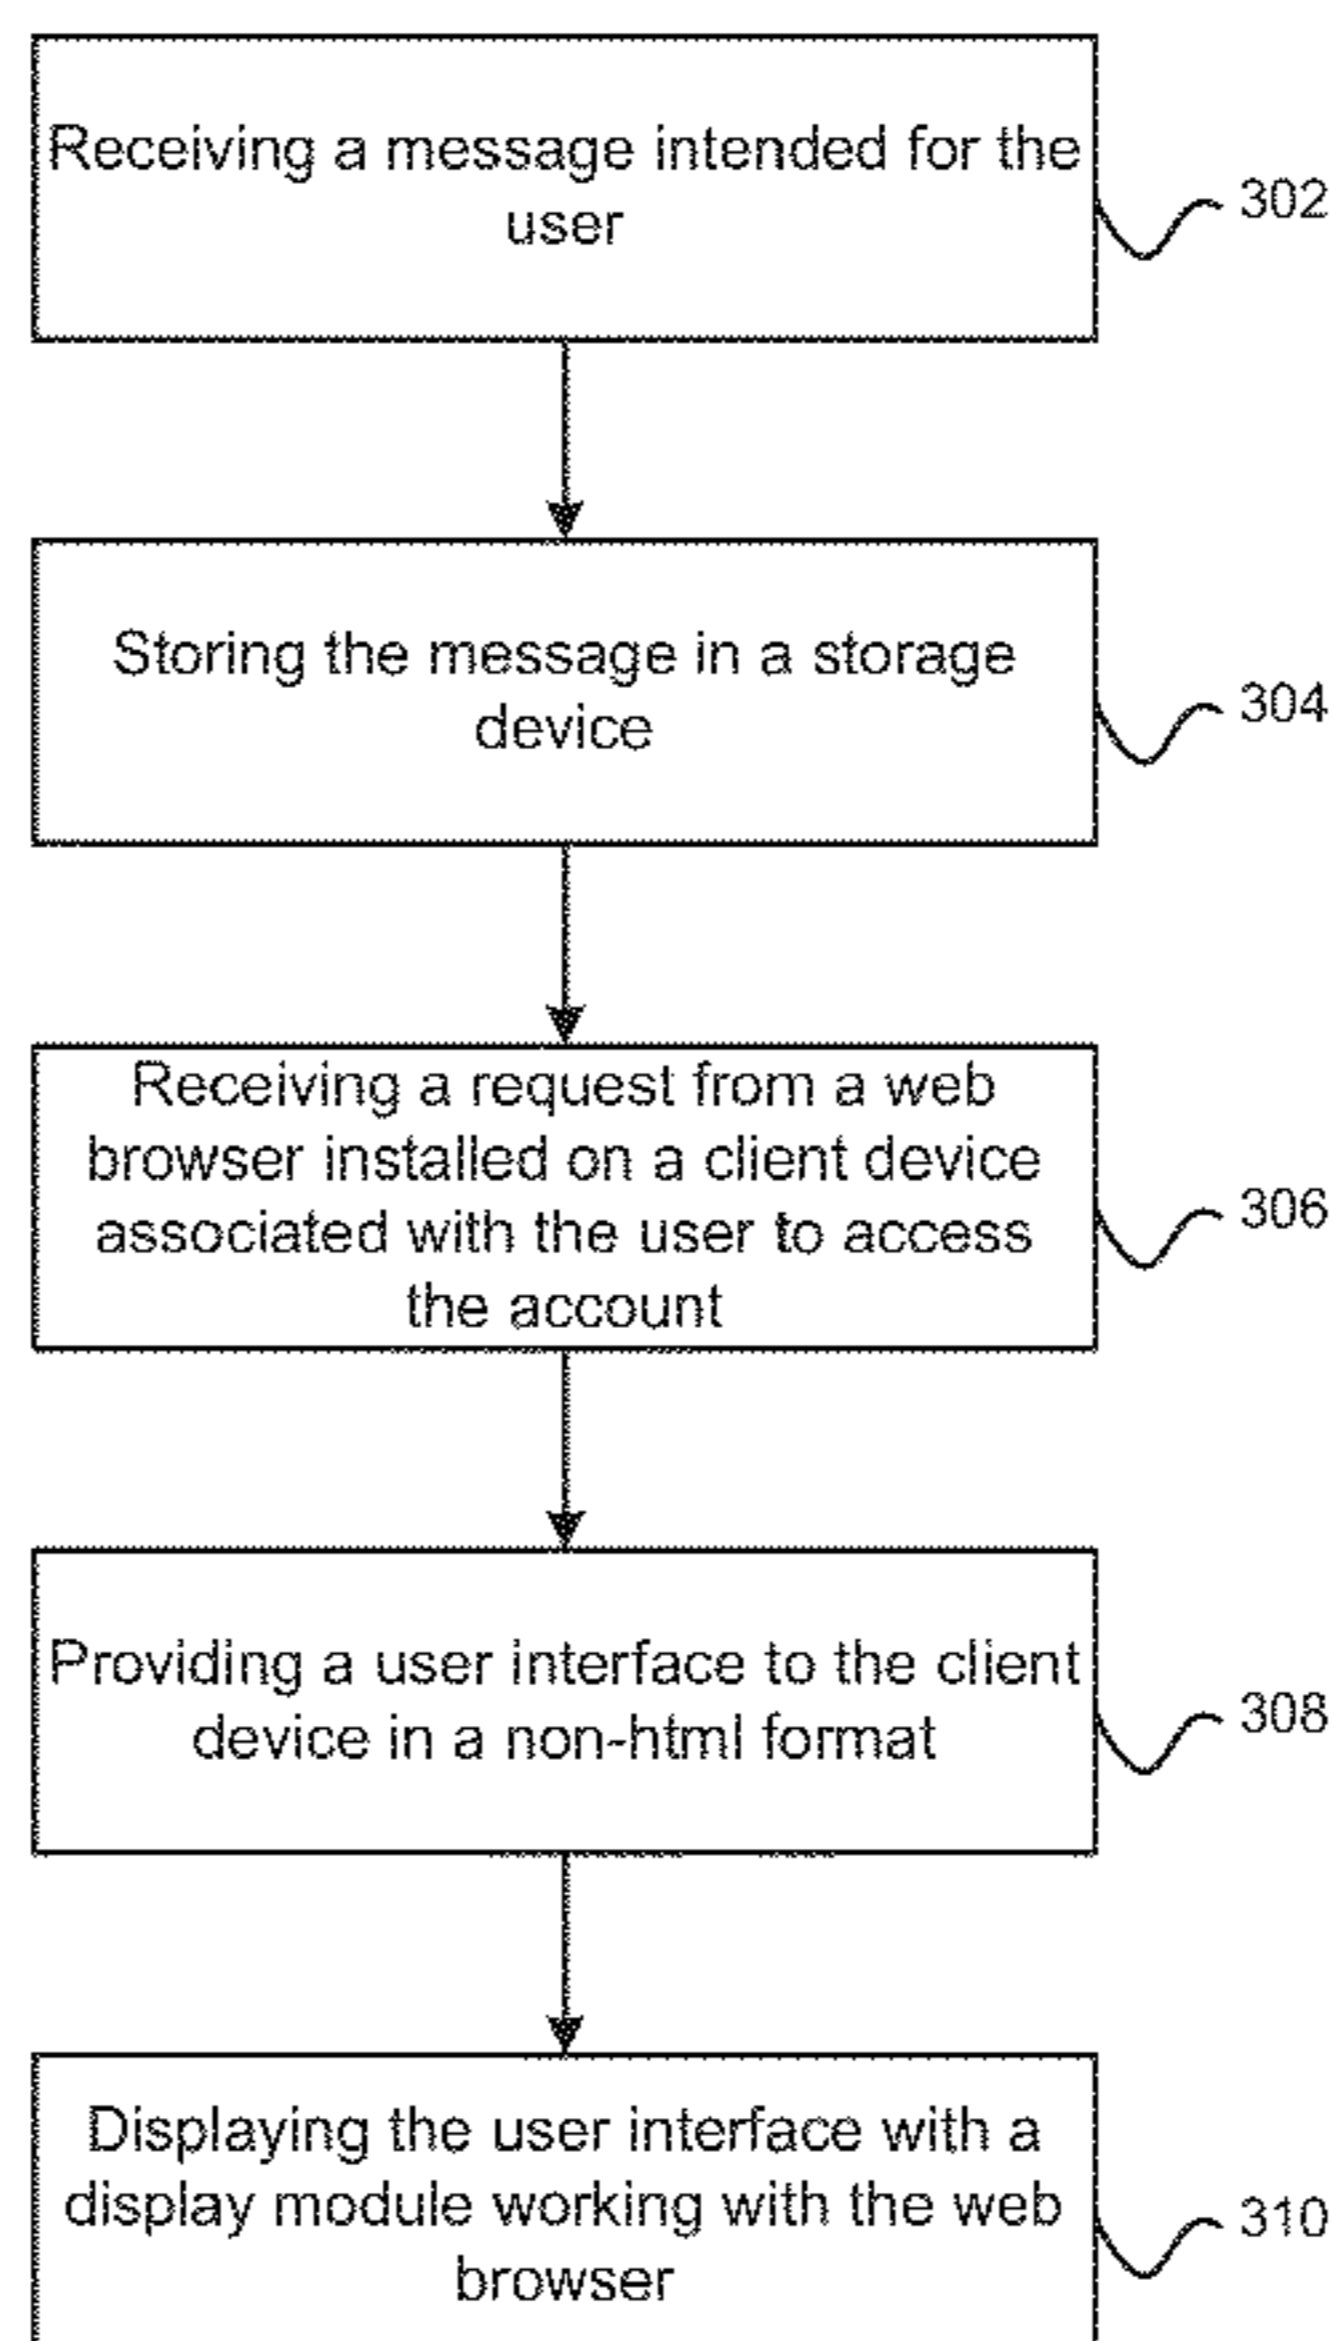 Receiving a message intended for the
user
302
Storing the message in a storage
device
304
Receiving a request from a web
browser installed on a client device
associated with the user to access
the account
306
Providing a user interface to the client
device in a non-html format
308
Displaying the user interface with a
display module working with the web
browser
310